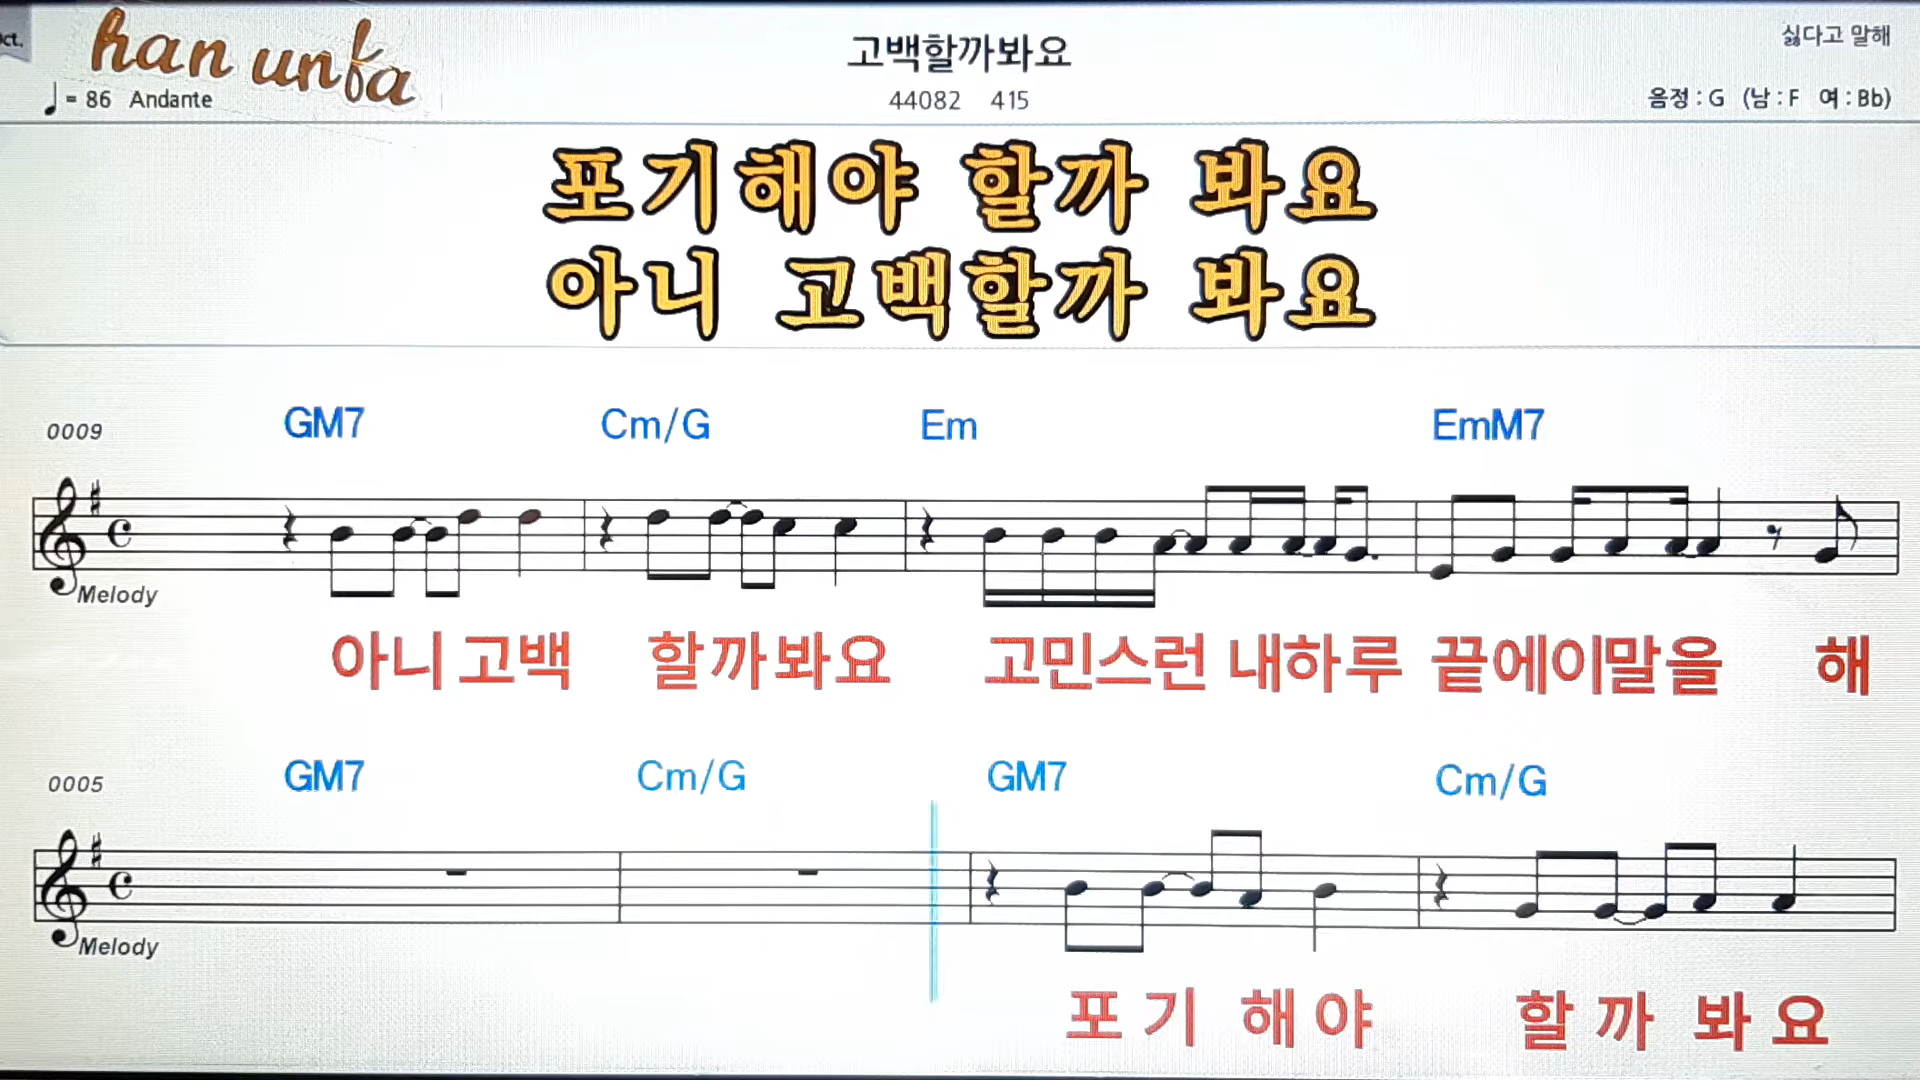 Oct.
han unfa
고백할까봐요
싫다고 말해
♩ = 86 Andante
44082 415
음정 : G (남 : F 여 : Bb)
포기해야 할까 봐요
아니 고백할까 봐요
0009 GM7 Cm/G Em EmM7
Melody
아니고백 할까봐요 고민스런 내하루 끝에이말을 해
0005 GM7 Cm/G GM7 Cm/G
Melody
포기 해야 할까 봐요